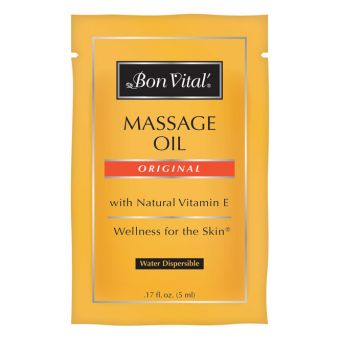 Bon Vital'
MASSAGE
OIL
ORIGINAL
with Natural Vitamin E
Wellness for the Skin®
Water Dispersible
.17 fl. oz. (5 ml)